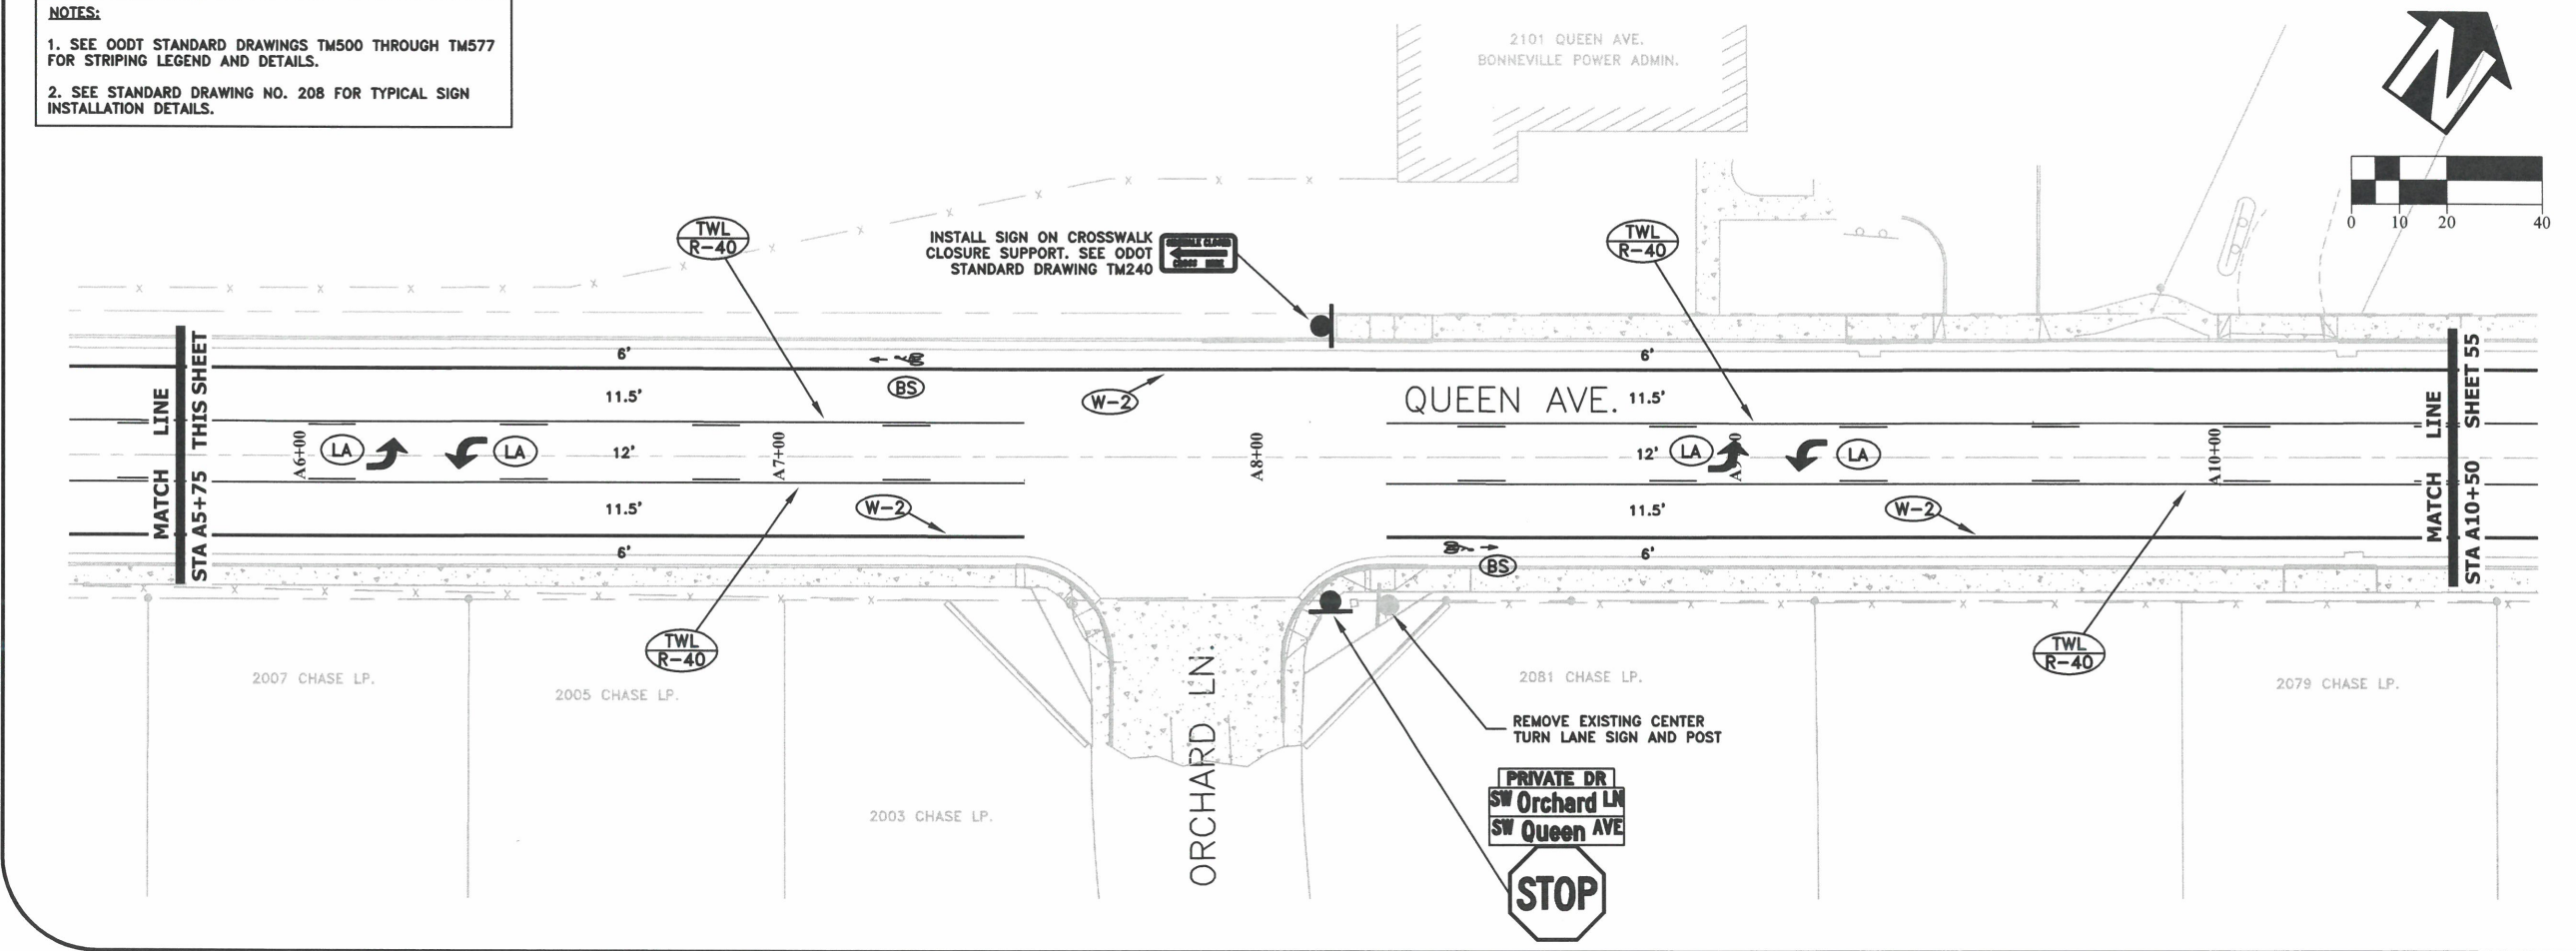 NOTES:
1. SEE OODT STANDARD DRAWINGS TM500 THROUGH TM577
FOR STRIPING LEGEND AND DETAILS.
2. SEE STANDARD DRAWING NO. 208 FOR TYPICAL SIGN
INSTALLATION DETAILS.
2101 QUEEN AVE.
BONNEVILLE POWER ADMIN.
N
0 10 20 40
TWL
R-40
INSTALL SIGN ON CROSSWALK
CLOSURE SUPPORT. SEE ODOT
STANDARD DRAWING TM240
SIDEWALK CLOSED
CROSS HERE
TWL
R-40
MATCH LINE
STA A5+75 THIS SHEET
6'
BS
6'
11.5'
W-2
QUEEN AVE.
11.5'
A6+00
LA
LA
12'
A7+00
A8+00
12'
LA
LA
A10+00
11.5'
W-2
11.5'
W-2
6'
BS
6'
MATCH LINE
STA A10+50 SHEET 55
TWL
R-40
TWL
R-40
2007 CHASE LP.
2005 CHASE LP.
2003 CHASE LP.
ORCHARD LN.
2081 CHASE LP.
2079 CHASE LP.
REMOVE EXISTING CENTER
TURN LANE SIGN AND POST
PRIVATE DR
SW Orchard LN
SW Queen AVE
STOP